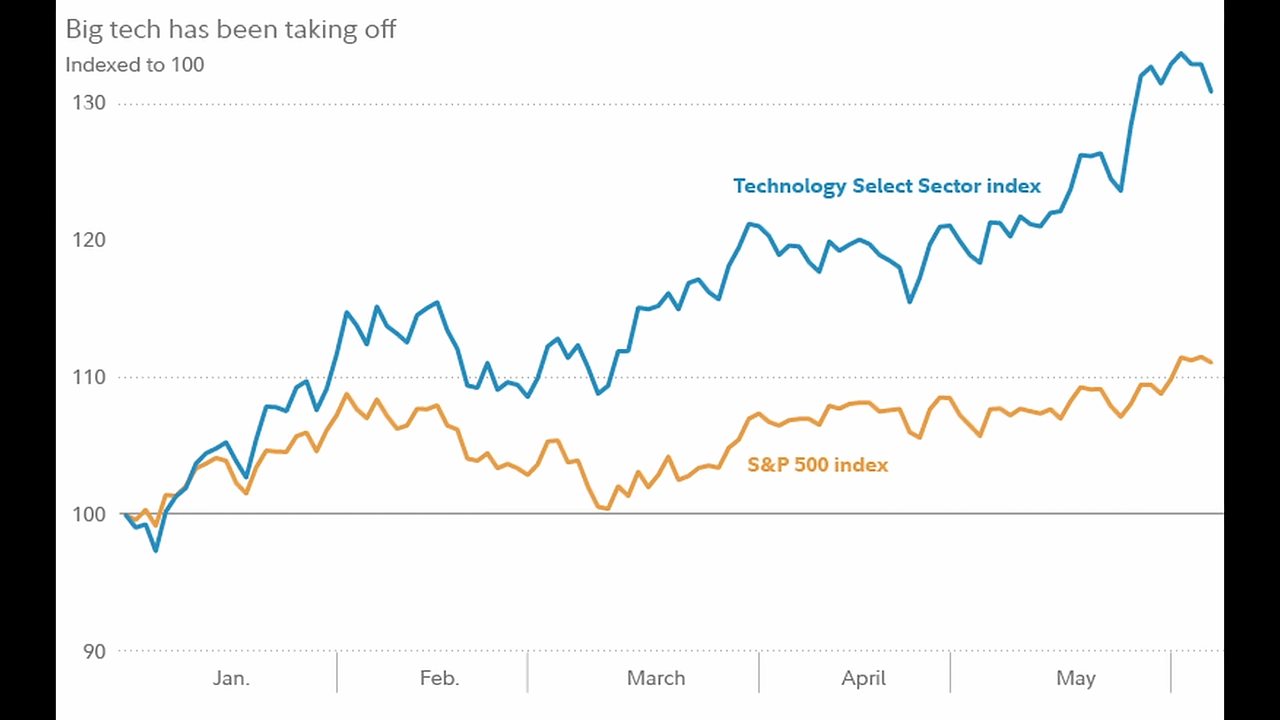 Big tech has been taking off
Indexed to 100
130
Technology Select Sector index
120
110
S&P 500 index
100
90
Jan. Feb. March April May